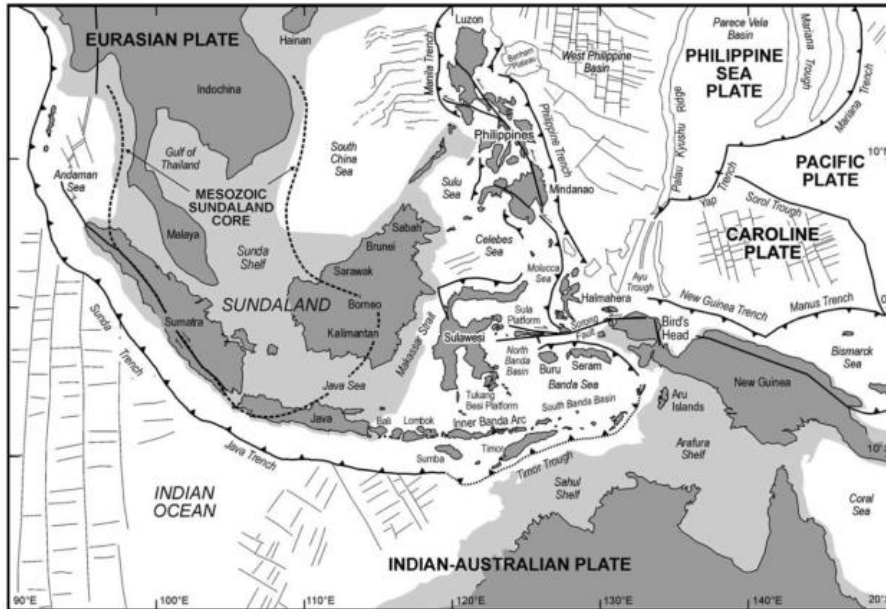 EURASIAN PLATE
Hainan
Luzon
Indochina
Manila Trench
Benham
Plateau
West Philippine
Basin
Parece Vela
Basin
Mariana
Trough
PHILIPPINE
SEA
PLATE
Mariana Trench
Palau Kyushu Ridge
Philippine Trench
Philippines
Gulf of
Thailand
South
China
Sea
Andaman
Sea
MESOZOIC
SUNDALAND
CORE
Sulu
Sea
Mindanao
10°
PACIFIC
PLATE
Yap
Trench
Sorol Trough
CAROLINE
PLATE
Malaya
Sunda
Shelf
Sabah
Brunei
Sarawak
Celebes
Sea
Molucca
Sea
Ayu
Trough
SUNDALAND
Borneo
Kalimantan
Halmahera
New Guinea Trench
Manus Trench
0
Sunda
Trench
Sumatra
Makassar Strait
Sula
Platform
Sorong
Fault
Bird's
Head
Sulawesi
North
Banda
Basin
Buru
Seram
Bismarck
Sea
Java Sea
Banda Sea
New Guinea
Tukang
Besi Platform
South Banda Basin
Aru
Islands
Java
Bali
Lombok
Inner Banda Arc
Java Trench
Sumba
Timor
Timor Trough
Arafura
Shelf
10°
Sahul
Shelf
INDIAN
OCEAN
Coral
Sea
INDIAN-AUSTRALIAN PLATE
90°E
100°E
110°E
120°E
130°E
140°E
20°